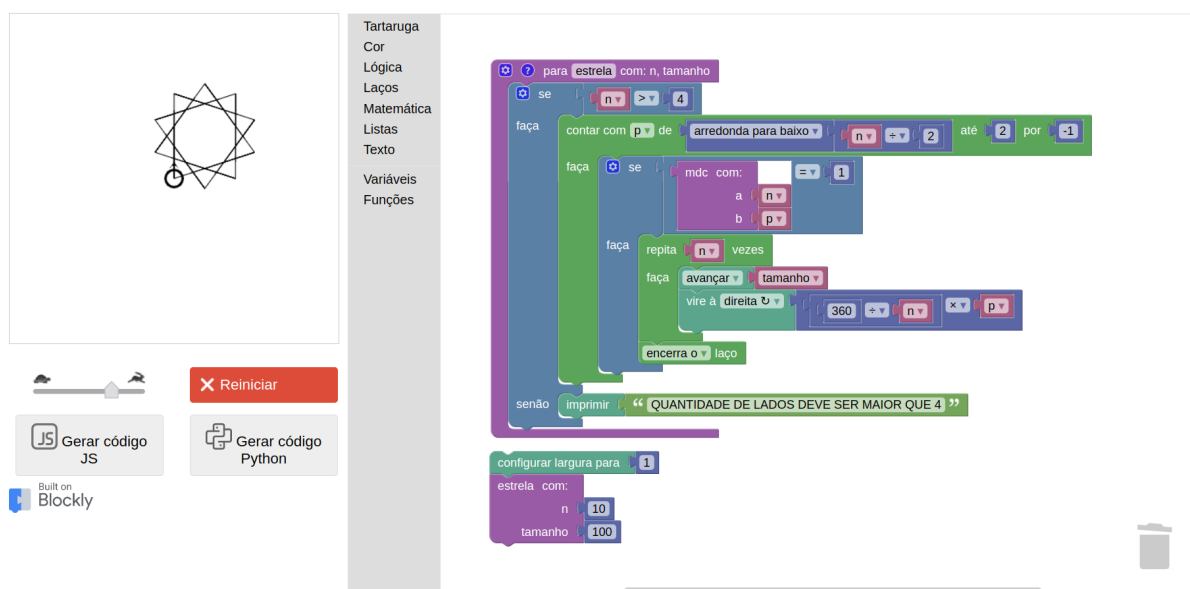 Tartaruga
Cor
Lógica
Laços
Matemática
Listas
Texto
Variáveis
Funções
Reiniciar
JS Gerar código
JS
Gerar código
Python
Built on
Blockly
? para estrela com: n, tamanho
se n > 4
faça contar com p de arredonda para baixo n ÷ 2 até 2 por -1
faça se mdc com: = 1
a n
b p
faça repita n vezes
faça avançar tamanho
vire à direita ↻ 360 ÷ n × p
encerra o laço
senão imprimir “ QUANTIDADE DE LADOS DEVE SER MAIOR QUE 4 ”
configurar largura para 1
estrela com:
n 10
tamanho 100